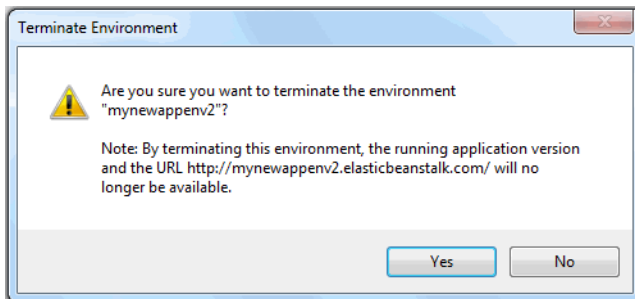 Terminate Environment
Are you sure you want to terminate the environment
"mynewappenv2"?
Note: By terminating this environment, the running application version
and the URL http://mynewappenv2.elasticbeanstalk.com/ will no
longer be available.
Yes
No